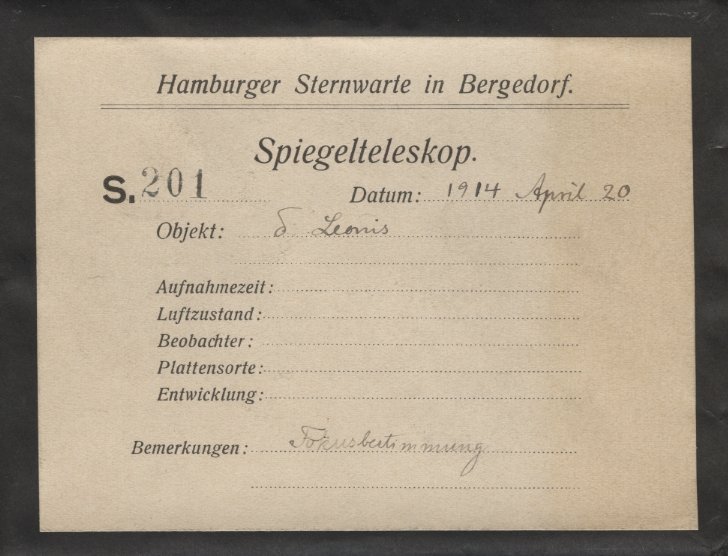 Hamburger Sternwarte in Bergedorf.
Spiegelteleskop.
S. 201 Datum: 1914 April 20
Objekt: δ Leonis
Aufnahmezeit:
Luftzustand:
Beobachter:
Plattensorte:
Entwicklung:
Bemerkungen: Fokusbestimmung